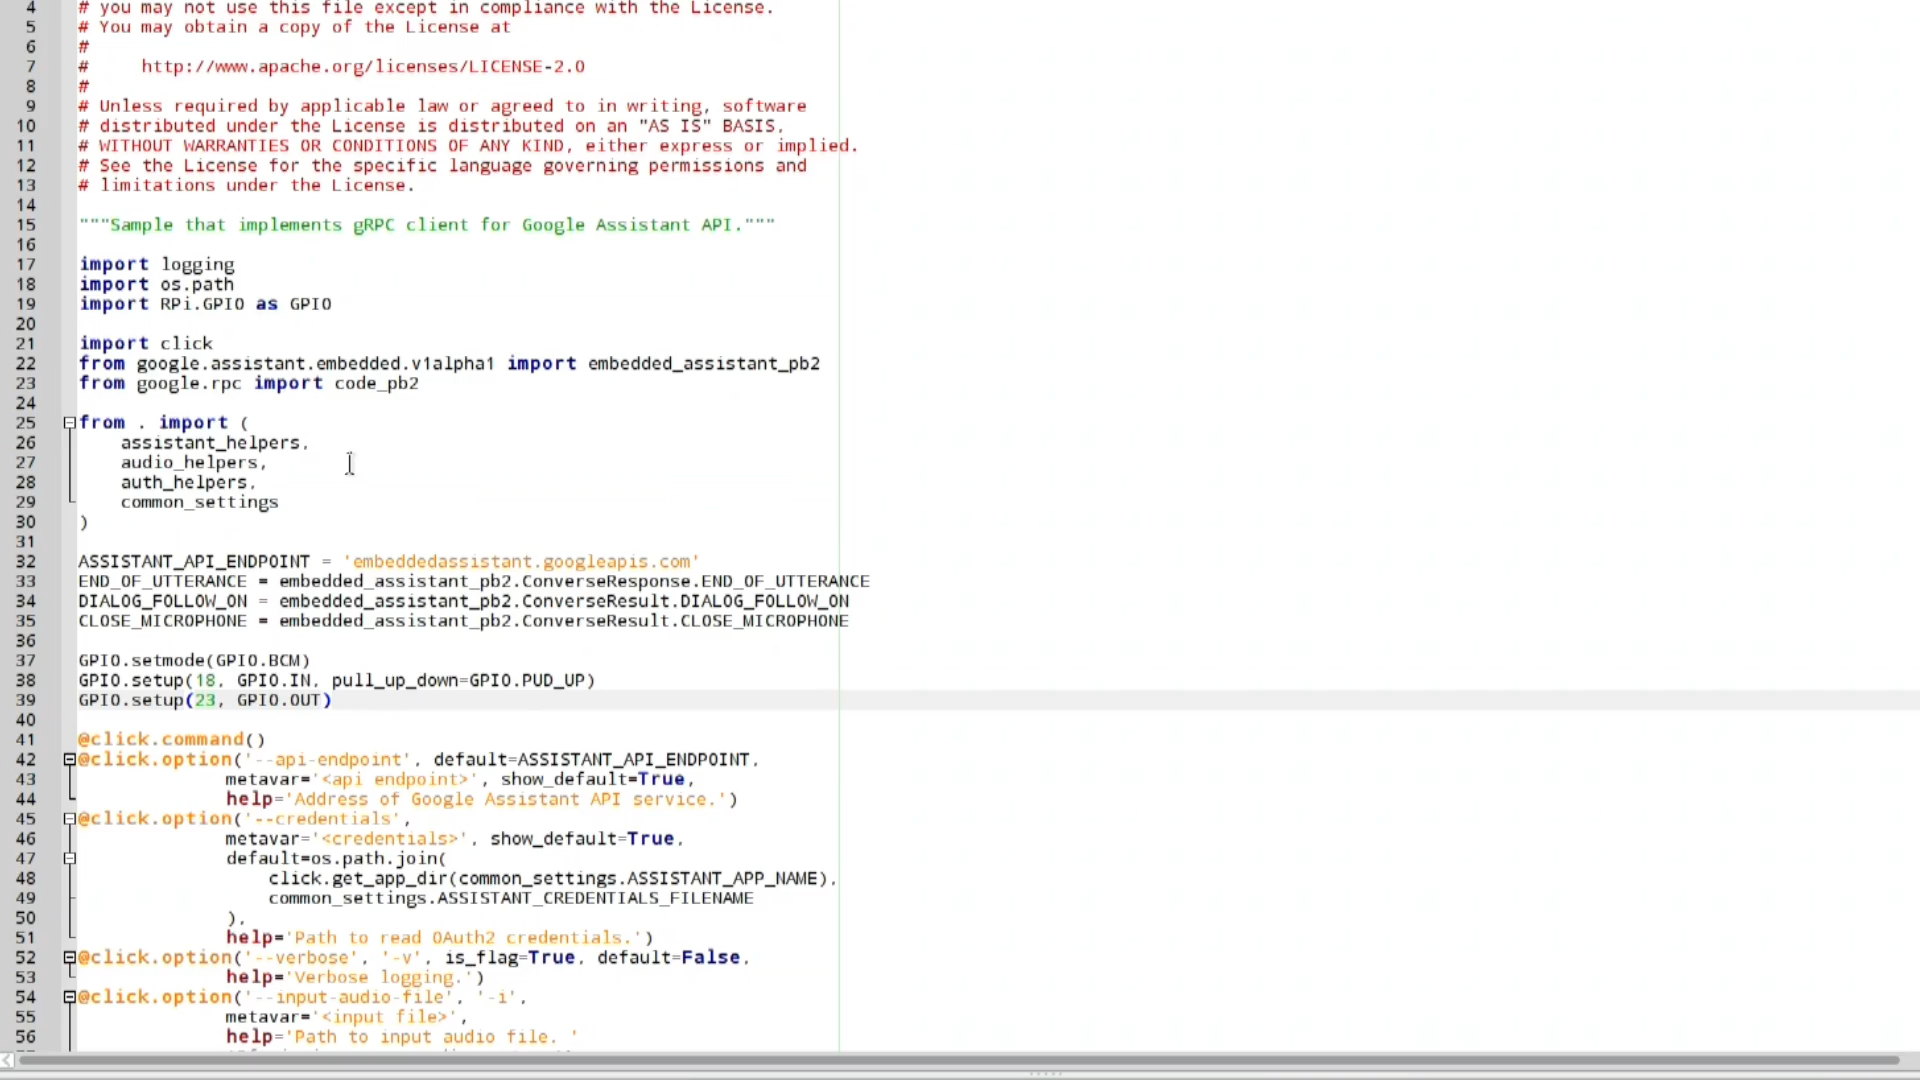 4 # you may not use this file except in compliance with the License.
5 # You may obtain a copy of the License at
6 #
7 #     http://www.apache.org/licenses/LICENSE-2.0
8 #
9 # Unless required by applicable law or agreed to in writing, software
10 # distributed under the License is distributed on an "AS IS" BASIS,
11 # WITHOUT WARRANTIES OR CONDITIONS OF ANY KIND, either express or implied.
12 # See the License for the specific language governing permissions and
13 # limitations under the License.
14
15 """Sample that implements gRPC client for Google Assistant API."""
16
17 import logging
18 import os.path
19 import RPi.GPIO as GPIO
20
21 import click
22 from google.assistant.embedded.v1alpha1 import embedded_assistant_pb2
23 from google.rpc import code_pb2
24
25 from . import (
26     assistant_helpers,
27     audio_helpers,
28     auth_helpers,
29     common_settings
30 )
31
32 ASSISTANT_API_ENDPOINT = 'embeddedassistant.googleapis.com'
33 END_OF_UTTERANCE = embedded_assistant_pb2.ConverseResponse.END_OF_UTTERANCE
34 DIALOG_FOLLOW_ON = embedded_assistant_pb2.ConverseResult.DIALOG_FOLLOW_ON
35 CLOSE_MICROPHONE = embedded_assistant_pb2.ConverseResult.CLOSE_MICROPHONE
36
37 GPIO.setmode(GPIO.BCM)
38 GPIO.setup(18, GPIO.IN, pull_up_down=GPIO.PUD_UP)
39 GPIO.setup(23, GPIO.OUT)
40
41 @click.command()
42 @click.option('--api-endpoint', default=ASSISTANT_API_ENDPOINT,
43               metavar='<api endpoint>', show_default=True,
44               help='Address of Google Assistant API service.')
45 @click.option('--credentials',
46               metavar='<credentials>', show_default=True,
47               default=os.path.join(
48                   click.get_app_dir(common_settings.ASSISTANT_APP_NAME),
49                   common_settings.ASSISTANT_CREDENTIALS_FILENAME
50               ),
51               help='Path to read OAuth2 credentials.')
52 @click.option('--verbose', '-v', is_flag=True, default=False,
53               help='Verbose logging.')
54 @click.option('--input-audio-file', '-i',
55               metavar='<input file>',
56               help='Path to input audio file. '